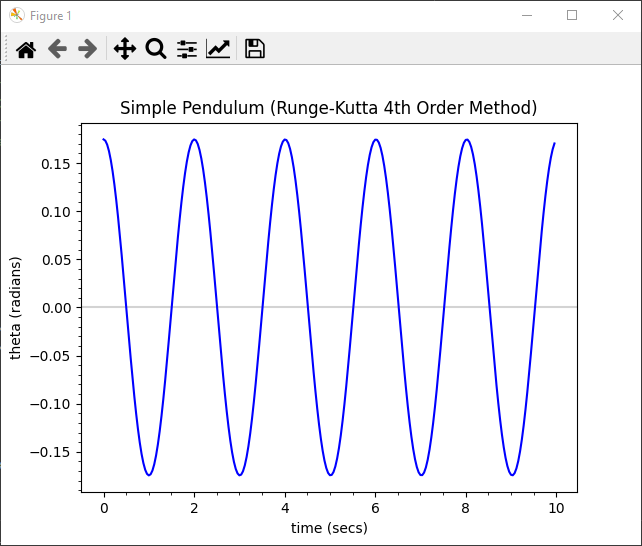 Figure 1
Simple Pendulum (Runge-Kutta 4th Order Method)
theta (radians)
0.15
0.10
0.05
0.00
−0.05
−0.10
−0.15
0 2 4 6 8 10
time (secs)